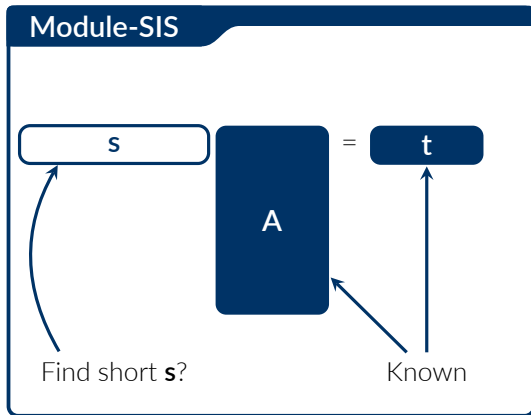 Module-SIS
s A = t
Find short s? Known